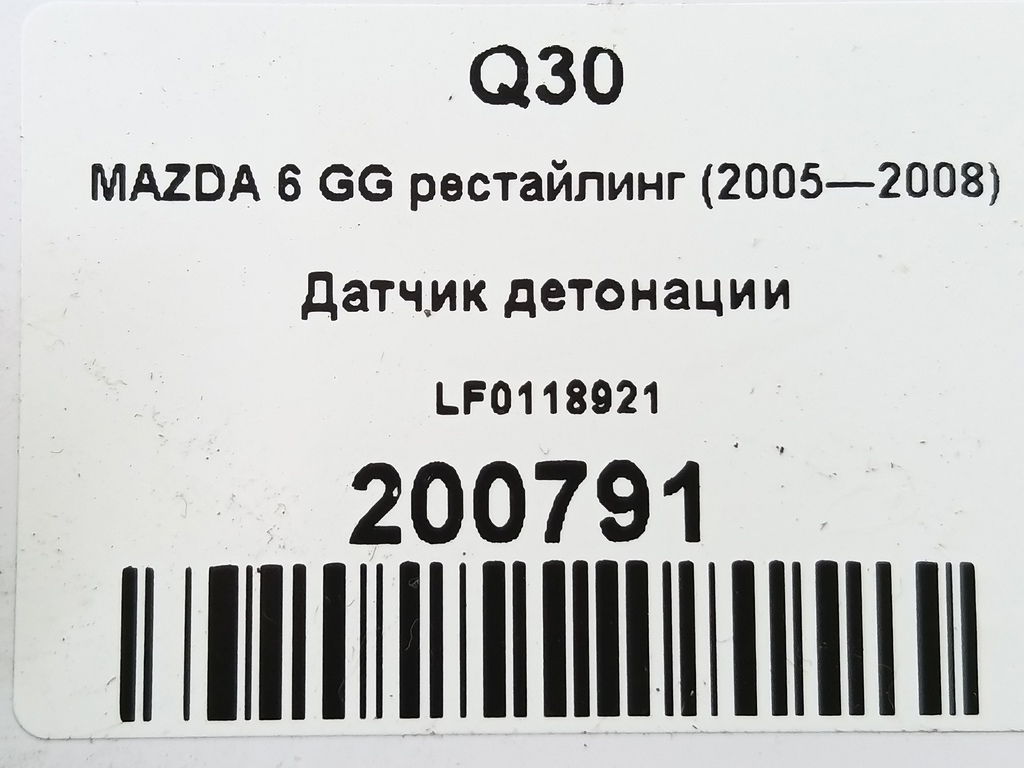 Q30
MAZDA 6 GG рестайлинг (2005—2008)
Датчик детонации
LF0118921
200791